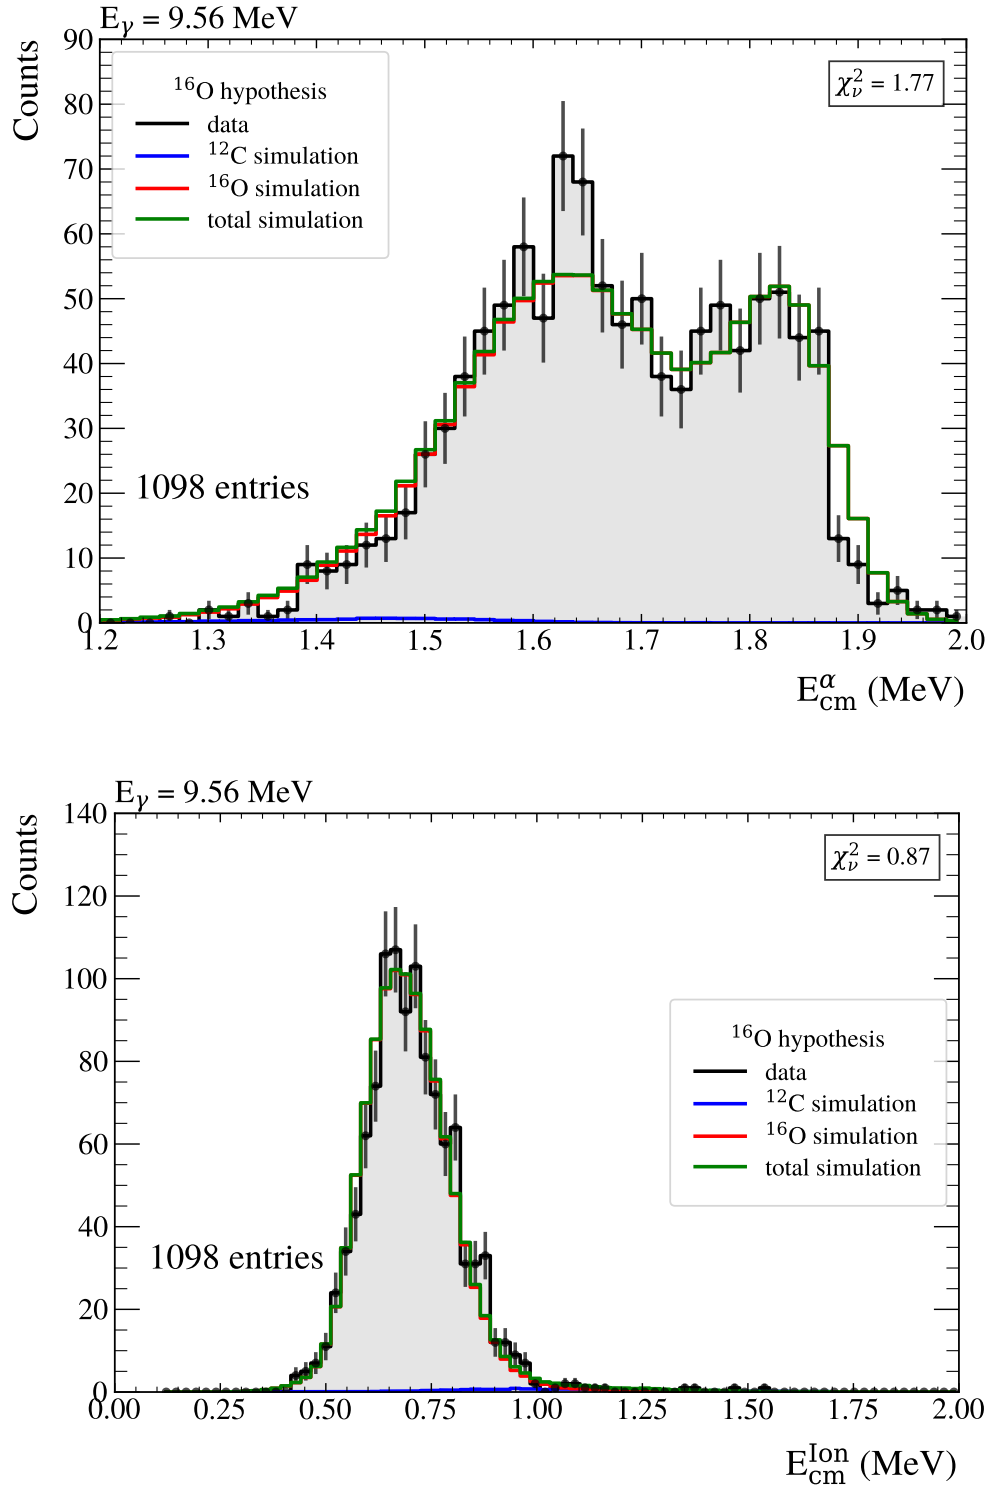 Eγ = 9.56 MeV
Counts
90
80
70
60
50
40
30
20
10
0
¹⁶O hypothesis
data
¹²C simulation
¹⁶O simulation
total simulation
χ²ᵥ = 1.77
1098 entries
1.2 1.3 1.4 1.5 1.6 1.7 1.8 1.9 2.0
E^α_cm (MeV)
Eγ = 9.56 MeV
Counts
140
120
100
80
60
40
20
0
χ²ᵥ = 0.87
¹⁶O hypothesis
data
¹²C simulation
¹⁶O simulation
total simulation
1098 entries
0.00 0.25 0.50 0.75 1.00 1.25 1.50 1.75 2.00
E^Ion_cm (MeV)